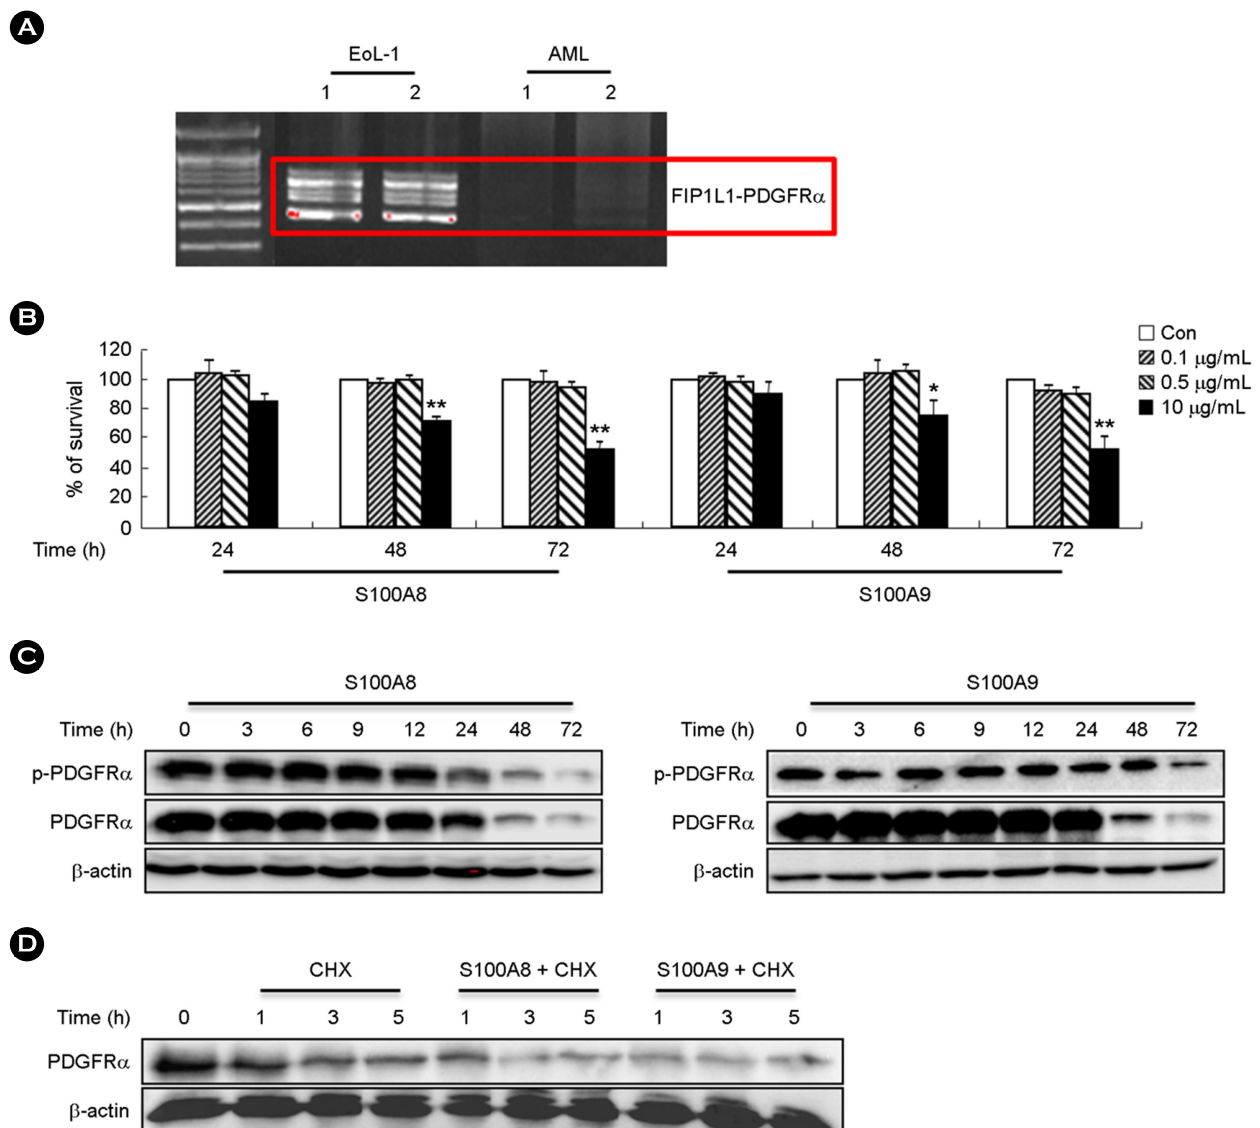 A
EoL-1 AML
1 2 1 2
FIP1L1-PDGFRα
B
% of survival
120
100
80
60
40
20
0
** ** * **
Con
0.1 µg/mL
0.5 µg/mL
10 µg/mL
Time (h) 24 48 72 24 48 72
S100A8 S100A9
C
S100A8
Time (h) 0 3 6 9 12 24 48 72
p-PDGFRα
PDGFRα
β-actin
S100A9
Time (h) 0 3 6 9 12 24 48 72
p-PDGFRα
PDGFRα
β-actin
D
CHX S100A8 + CHX S100A9 + CHX
Time (h) 0 1 3 5 1 3 5 1 3 5
PDGFRα
β-actin